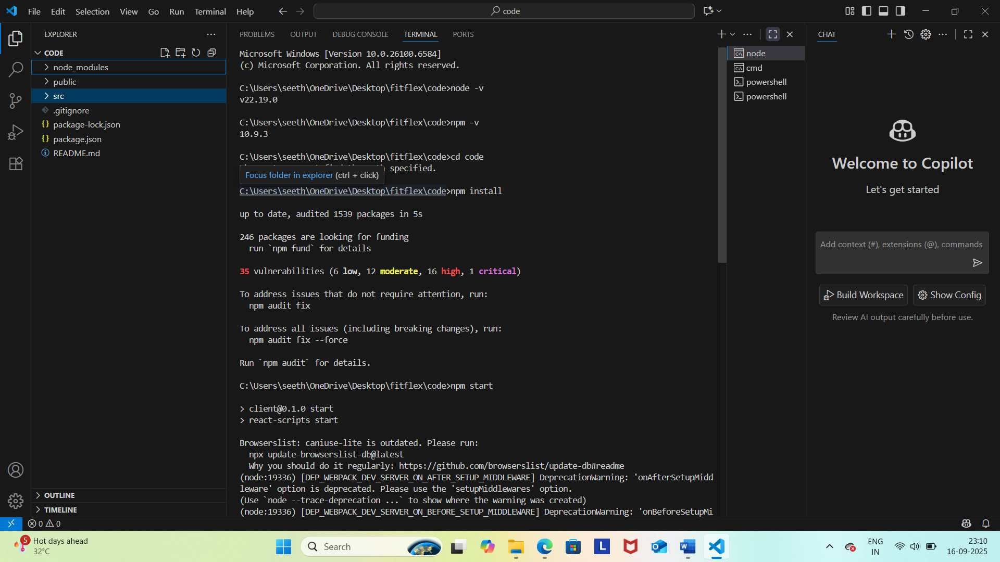 File Edit Selection View Go Run Terminal Help
code
EXPLORER
CODE
node_modules
public
src
.gitignore
package-lock.json
package.json
README.md
OUTLINE
TIMELINE
PROBLEMS OUTPUT DEBUG CONSOLE TERMINAL PORTS
Microsoft Windows [Version 10.0.26100.6584]
(c) Microsoft Corporation. All rights reserved.
C:\Users\seeth\OneDrive\Desktop\fitflex\code>node -v
v22.19.0
C:\Users\seeth\OneDrive\Desktop\fitflex\code>npm -v
10.9.3
C:\Users\seeth\OneDrive\Desktop\fitflex\code>cd code
specified.
Focus folder in explorer (ctrl + click)
C:\Users\seeth\OneDrive\Desktop\fitflex\code>npm install
up to date, audited 1539 packages in 5s
246 packages are looking for funding
run `npm fund` for details
35 vulnerabilities (6 low, 12 moderate, 16 high, 1 critical)
To address issues that do not require attention, run:
npm audit fix
To address all issues (including breaking changes), run:
npm audit fix --force
Run `npm audit` for details.
C:\Users\seeth\OneDrive\Desktop\fitflex\code>npm start
> client@0.1.0 start
> react-scripts start
Browserslist: caniuse-lite is outdated. Please run:
npx update-browserslist-db@latest
Why you should do it regularly: https://github.com/browserslist/update-db#readme
(node:19336) [DEP_WEBPACK_DEV_SERVER_ON_AFTER_SETUP_MIDDLEWARE] DeprecationWarning: 'onAfterSetupMidd
leware' option is deprecated. Please use the 'setupMiddlewares' option.
(Use `node --trace-deprecation ...` to show where the warning was created)
(node:19336) [DEP_WEBPACK_DEV_SERVER_ON_BEFORE_SETUP_MIDDLEWARE] DeprecationWarning: 'onBeforeSetupMi
node
cmd
powershell
powershell
CHAT
Welcome to Copilot
Let's get started
Add context (#), extensions (@), commands
Build Workspace Show Config
Review AI output carefully before use.
0 0
5
Hot days ahead
32°C
Search
ENG
IN
23:10
16-09-2025